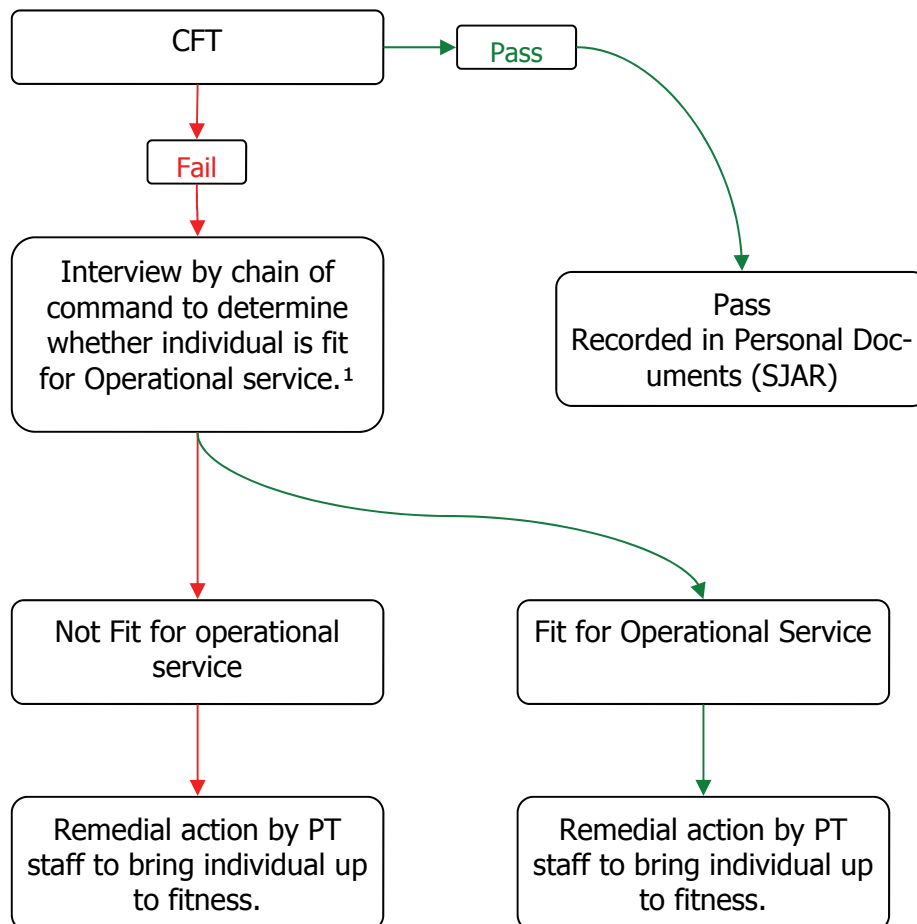 CFT
Pass
Fail
Interview by chain of
command to determine
whether individual is fit
for Operational service.¹
Pass
Recorded in Personal Doc-
uments (SJAR)
Not Fit for operational
service
Fit for Operational Service
Remedial action by PT
staff to bring individual up
to fitness.
Remedial action by PT
staff to bring individual up
to fitness.